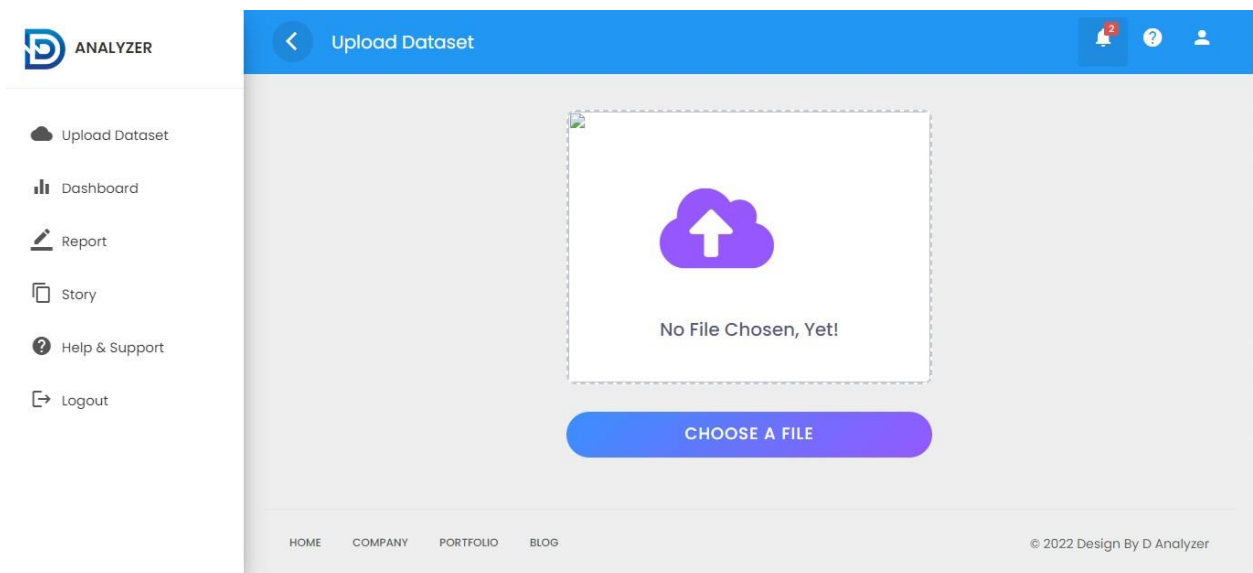 ANALYZER
Upload Dataset
2
Upload Dataset
Dashboard
Report
Story
Help & Support
Logout
No File Chosen, Yet!
CHOOSE A FILE
HOME COMPANY PORTFOLIO BLOG
© 2022 Design By D Analyzer